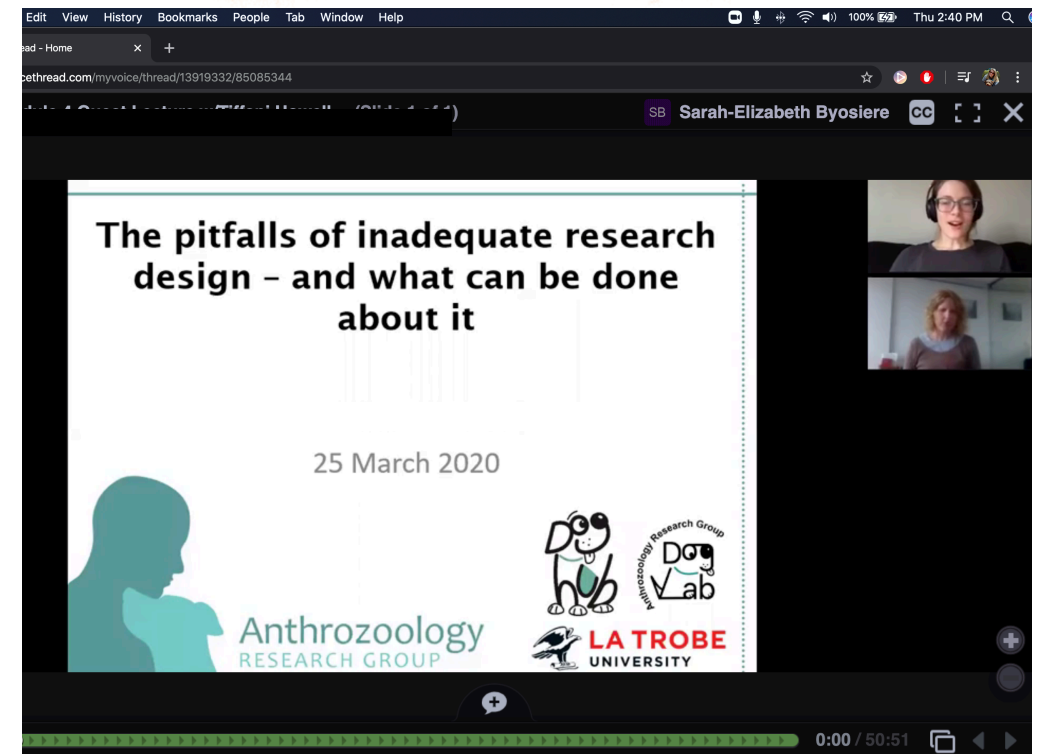 Edit View History Bookmarks People Tab Window Help 100% Thu 2:40 PM
ead - Home
cethread.com/myvoice/thread/13919332/85085344
SB Sarah-Elizabeth Byosiere CC
The pitfalls of inadequate research
design – and what can be done
about it
25 March 2020
Anthrozoology Research Group
Dog
Lab
Anthrozoology
RESEARCH GROUP
LA TROBE
UNIVERSITY
0:00 / 50:51